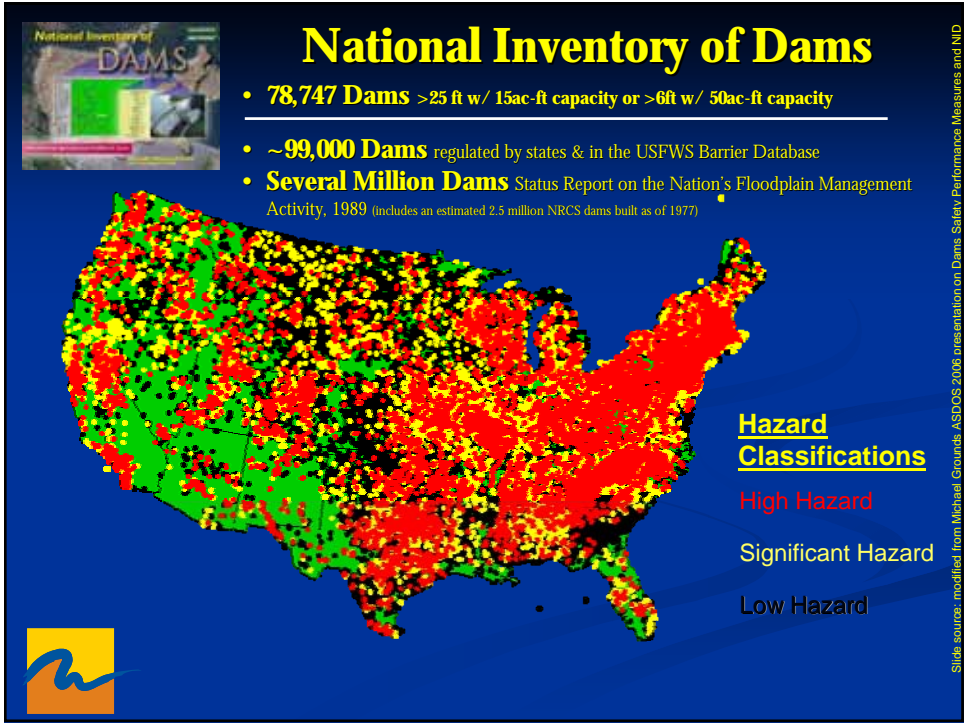 National Inventory of
DAMS
National Inventory of Dams
• 78,747 Dams >25 ft w/ 15ac-ft capacity or >6ft w/ 50ac-ft capacity
• ~99,000 Dams regulated by states & in the USFWS Barrier Database
• Several Million Dams Status Report on the Nation's Floodplain Management
Activity, 1989 (includes an estimated 2.5 million NRCS dams built as of 1977)
Hazard
Classifications
High Hazard
Significant Hazard
Low Hazard
Slide source: modified from Michael Grounds ASDOS 2006 presentation on Dams Safety Performance Measures and NID